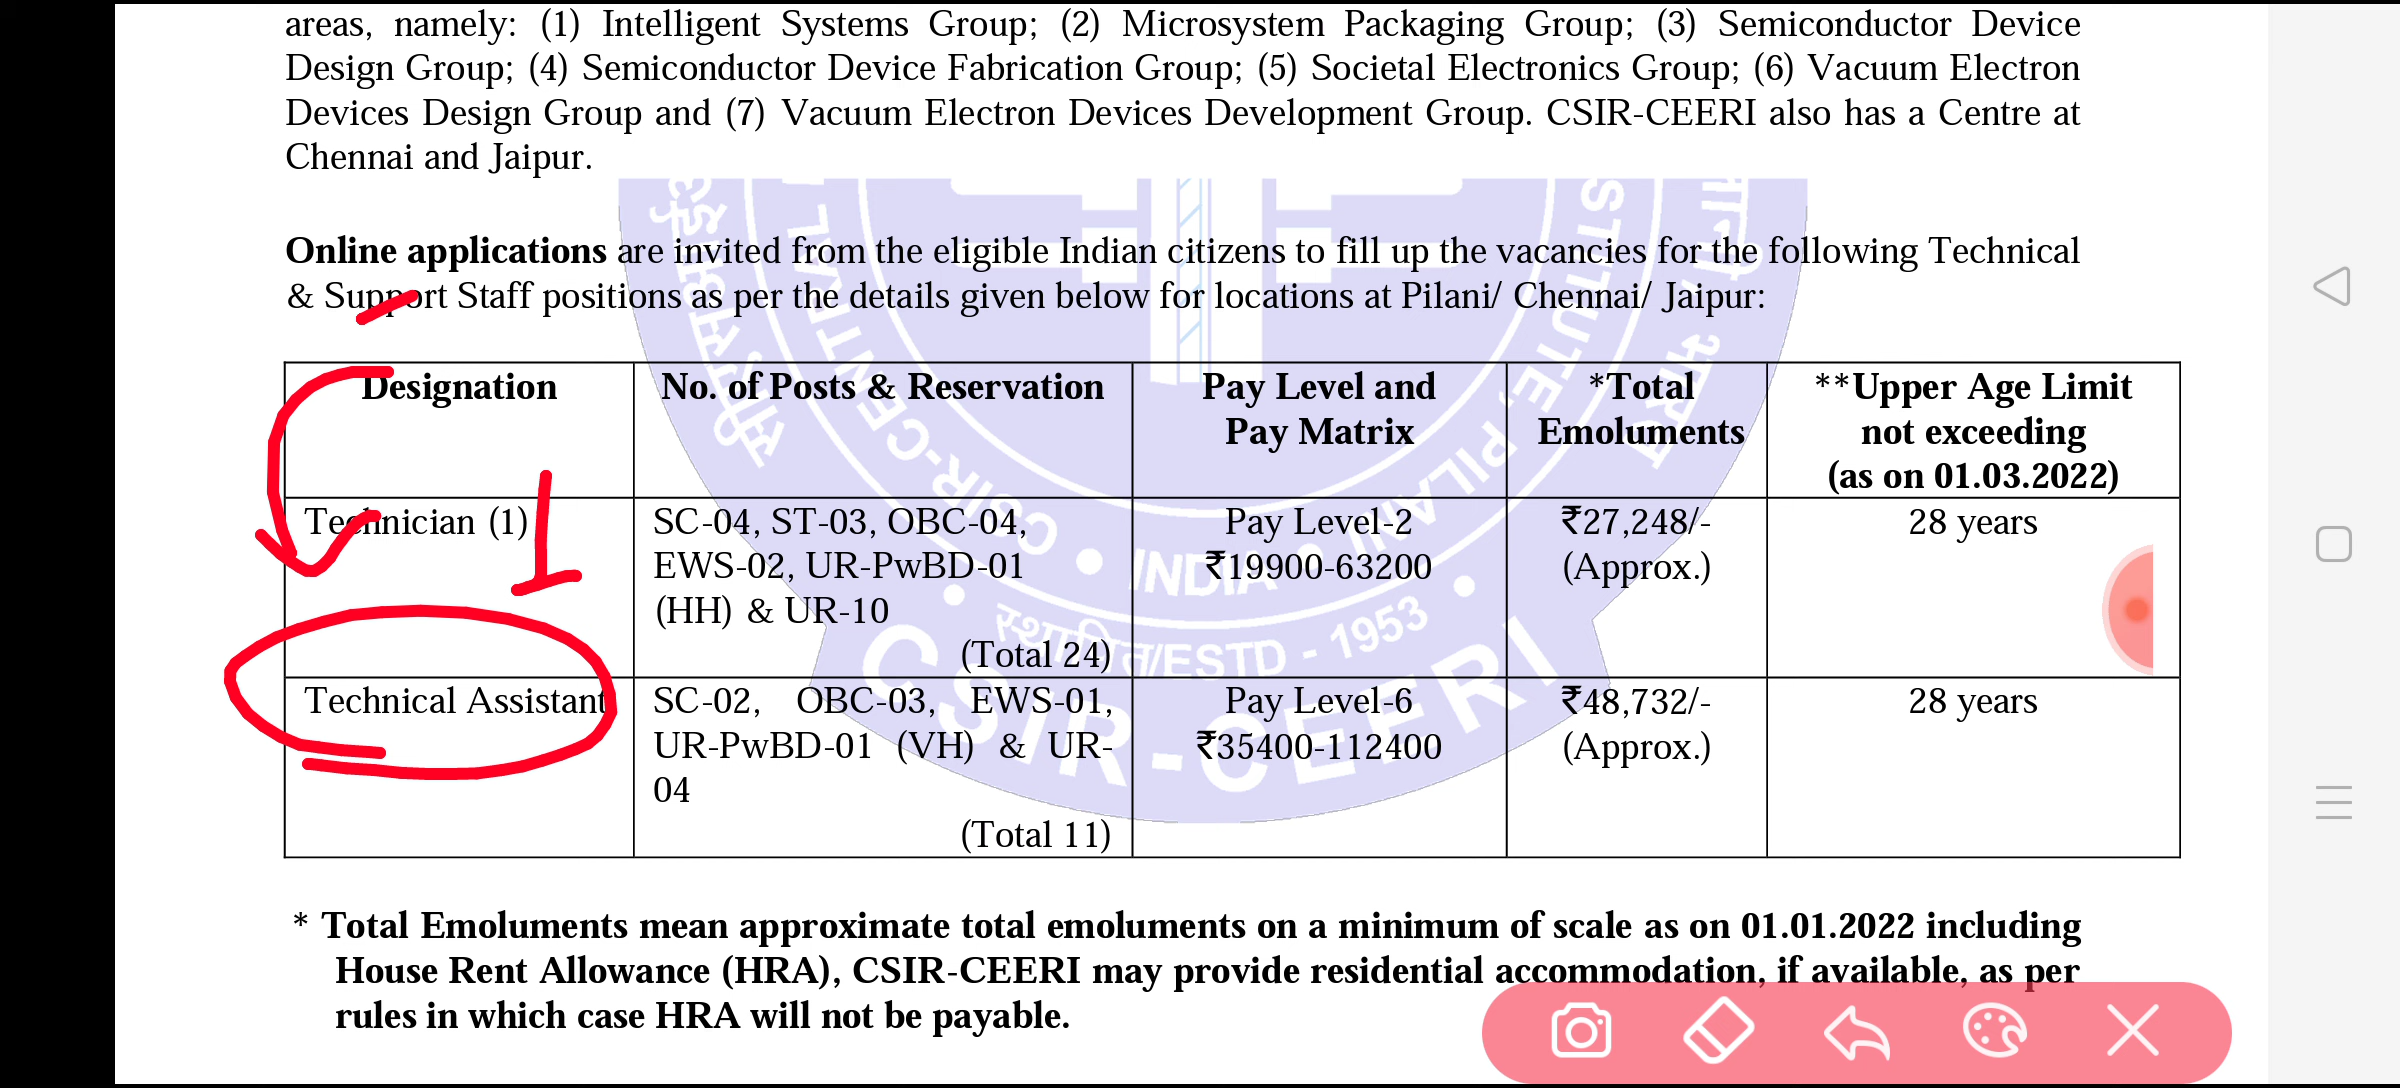 areas, namely: (1) Intelligent Systems Group; (2) Microsystem Packaging Group; (3) Semiconductor Device
Design Group; (4) Semiconductor Device Fabrication Group; (5) Societal Electronics Group; (6) Vacuum Electron
Devices Design Group and (7) Vacuum Electron Devices Development Group. CSIR-CEERI also has a Centre at
Chennai and Jaipur.
Online applications are invited from the eligible Indian citizens to fill up the vacancies for the following Technical
& Support Staff positions as per the details given below for locations at Pilani/ Chennai/ Jaipur:
Designation
No. of Posts & Reservation
Pay Level and
Pay Matrix
*Total
Emoluments
**Upper Age Limit
not exceeding
(as on 01.03.2022)
Technician (1)
SC-04, ST-03, OBC-04,
EWS-02, UR-PwBD-01
(HH) & UR-10
(Total 24)
Pay Level-2
₹19900-63200
₹27,248/-
(Approx.)
28 years
Technical Assistant
SC-02, OBC-03, EWS-01,
UR-PwBD-01 (VH) & UR-
04
(Total 11)
Pay Level-6
₹35400-112400
₹48,732/-
(Approx.)
28 years
* Total Emoluments mean approximate total emoluments on a minimum of scale as on 01.01.2022 including
House Rent Allowance (HRA), CSIR-CEERI may provide residential accommodation, if available, as per
rules in which case HRA will not be payable.
CSIR-CENTRAL
STITUTE, PILANI
INDIA
/ESTD - 1953
CSIR-CEERI